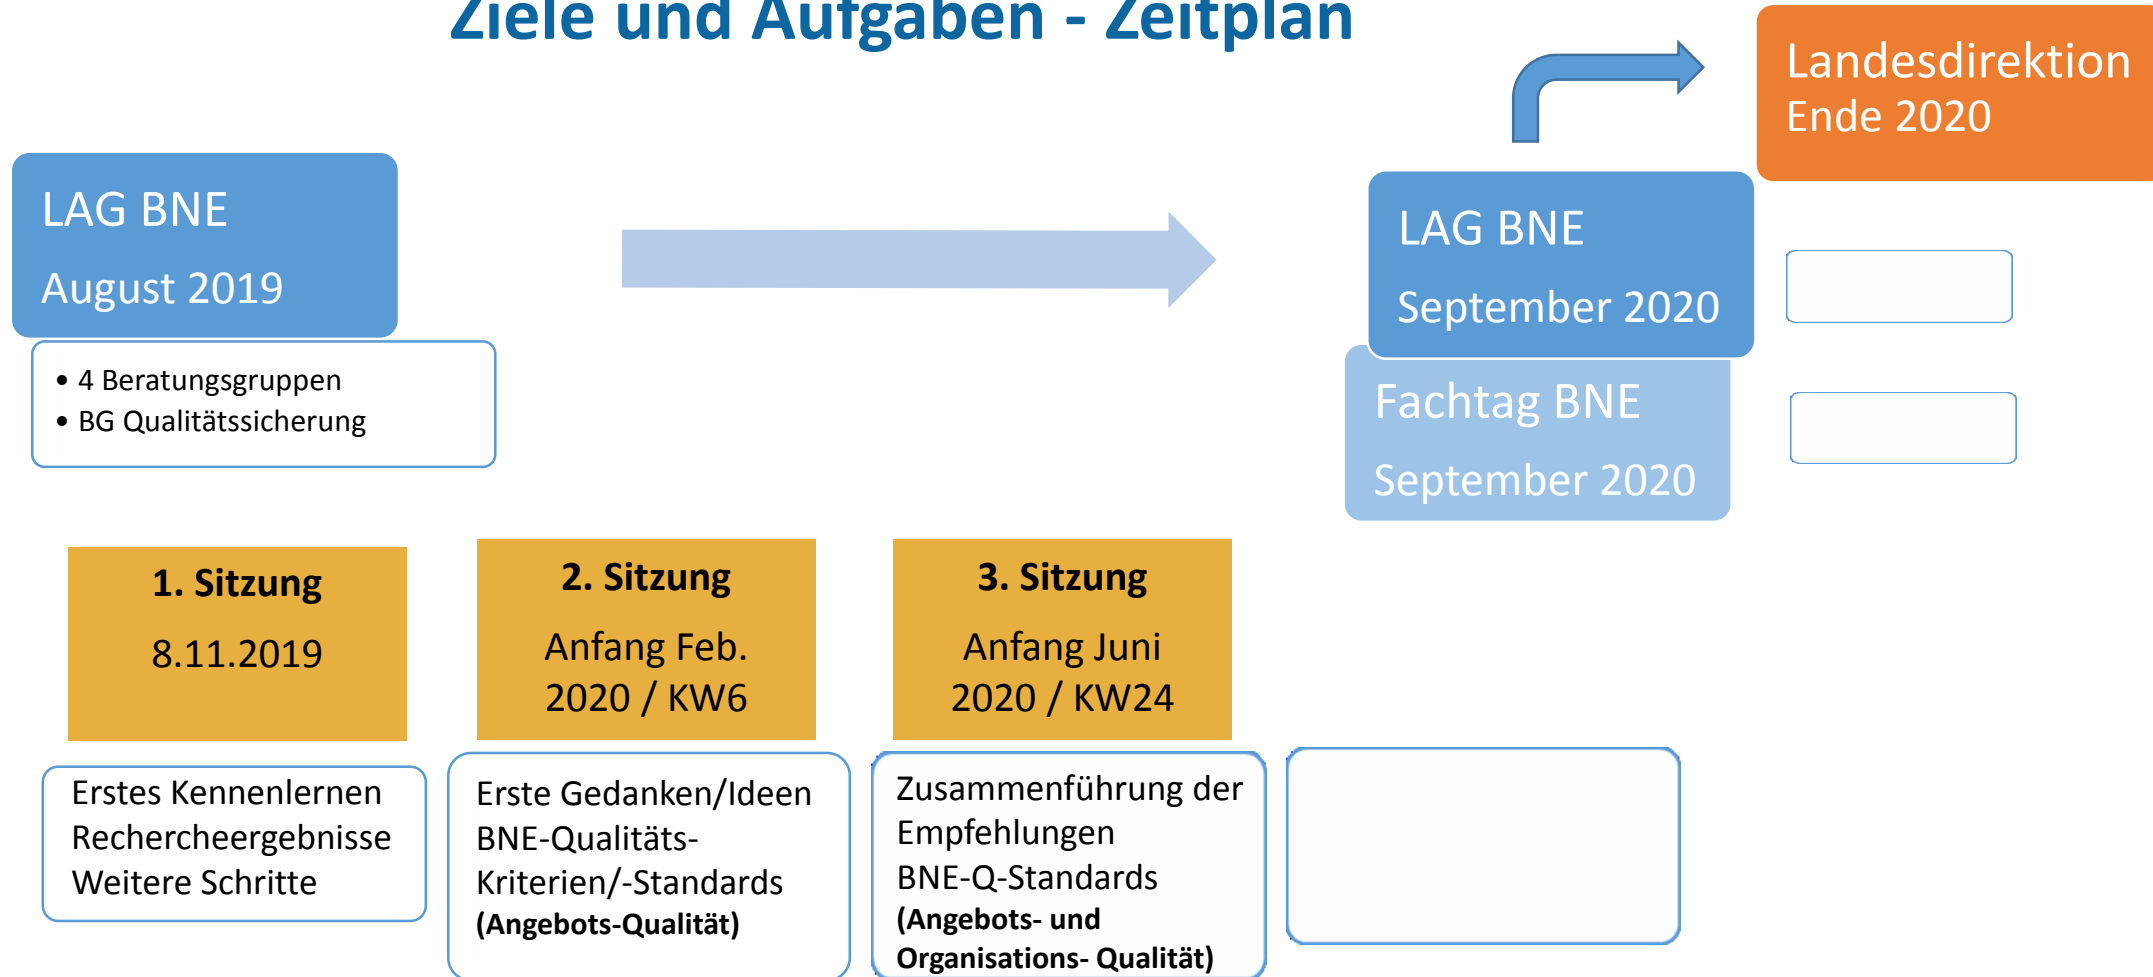 Ziele und Aufgaben - Zeitplan
Landesdirektion
Ende 2020
LAG BNE
August 2019
• 4 Beratungsgruppen
• BG Qualitätssicherung
LAG BNE
September 2020
Fachtag BNE
September 2020
1. Sitzung
8.11.2019
2. Sitzung
Anfang Feb.
2020 / KW6
3. Sitzung
Anfang Juni
2020 / KW24
Erstes Kennenlernen
Rechercheergebnisse
Weitere Schritte
Erste Gedanken/Ideen
BNE-Qualitäts-
Kriterien/-Standards
(Angebots-Qualität)
Zusammenführung der
Empfehlungen
BNE-Q-Standards
(Angebots- und
Organisations- Qualität)